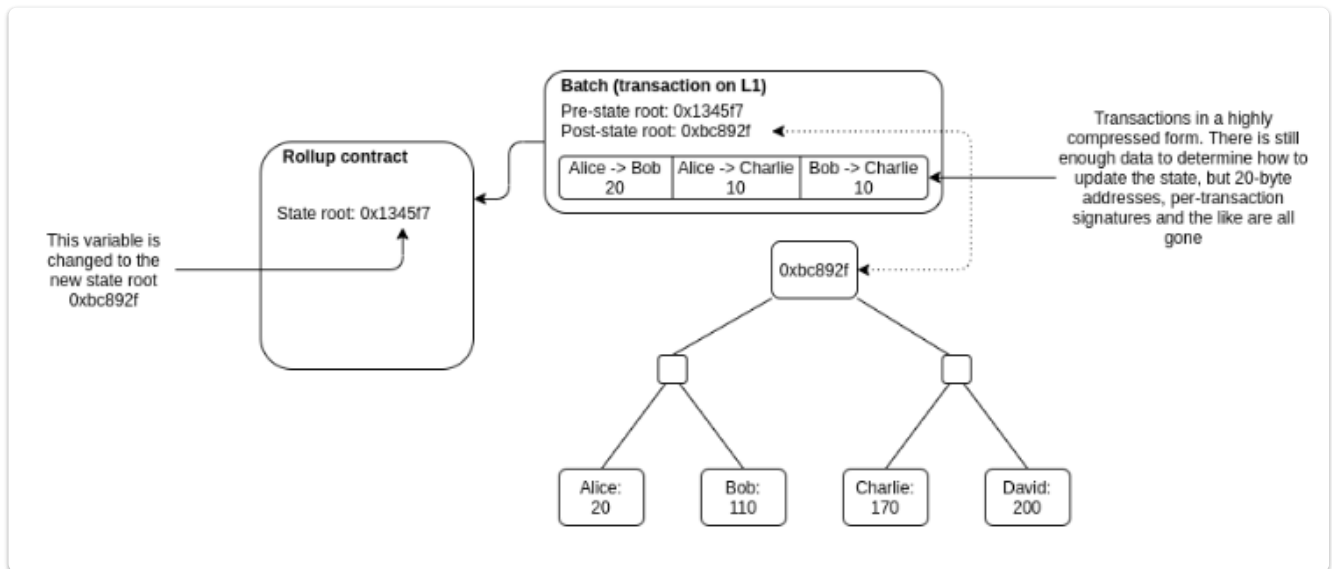 Batch (transaction on L1)
Pre-state root: 0x1345f7
Post-state root: 0xbc892f
Alice -> Bob
20
Alice -> Charlie
10
Bob -> Charlie
10
Transactions in a highly
compressed form. There is still
enough data to determine how to
update the state, but 20-byte
addresses, per-transaction
signatures and the like are all
gone
Rollup contract
State root: 0x1345f7
This variable is
changed to the
new state root
0xbc892f
0xbc892f
Alice:
20
Bob:
110
Charlie:
170
David:
200